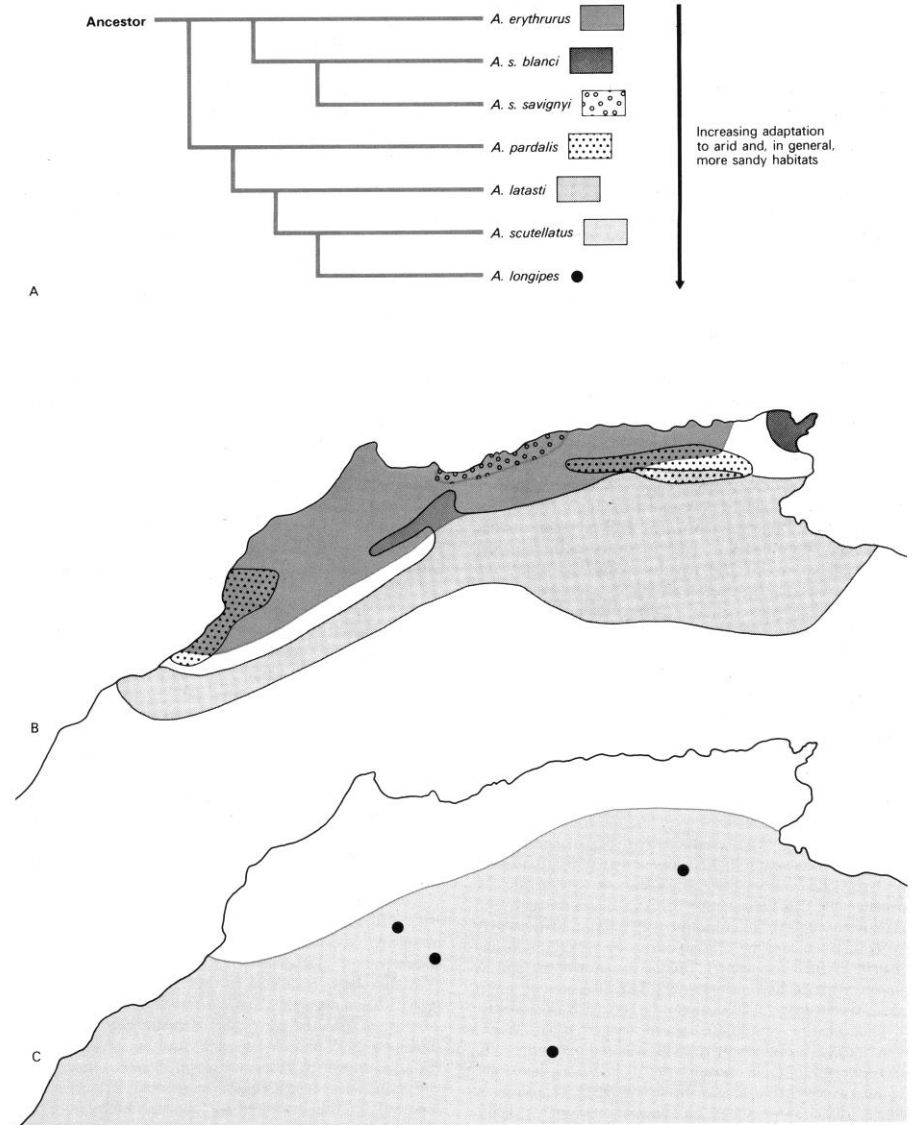 Ancestor
A. erythrurus
A. s. blanci
A. s. savignyi
A. pardalis
A. latasti
A. scutellatus
A. longipes
Increasing adaptation
to arid and, in general,
more sandy habitats
A
B
C